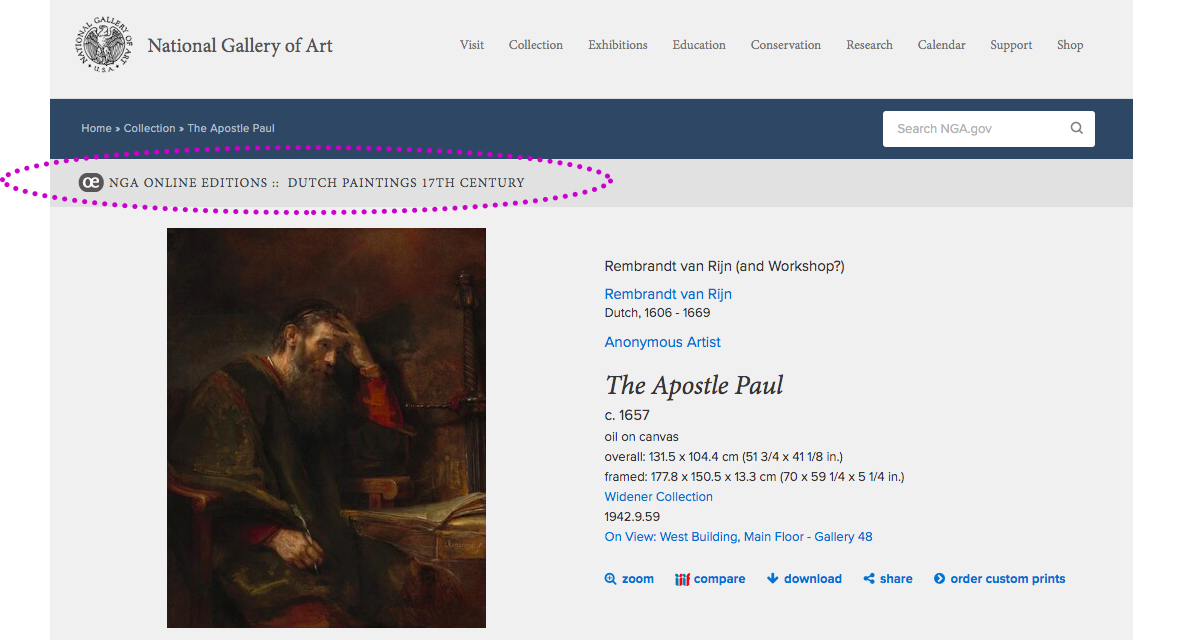 NATIONAL GALLERY OF ART
U.S.A.
National Gallery of Art
Visit Collection Exhibitions Education Conservation Research Calendar Support Shop
Home » Collection » The Apostle Paul
Search NGA.gov
œ NGA ONLINE EDITIONS :: DUTCH PAINTINGS 17TH CENTURY
Rembrandt van Rijn (and Workshop?)
Rembrandt van Rijn
Dutch, 1606 - 1669
Anonymous Artist
The Apostle Paul
c. 1657
oil on canvas
overall: 131.5 x 104.4 cm (51 3/4 x 41 1/8 in.)
framed: 177.8 x 150.5 x 13.3 cm (70 x 59 1/4 x 5 1/4 in.)
Widener Collection
1942.9.59
On View: West Building, Main Floor - Gallery 48
zoom iiif compare download share order custom prints